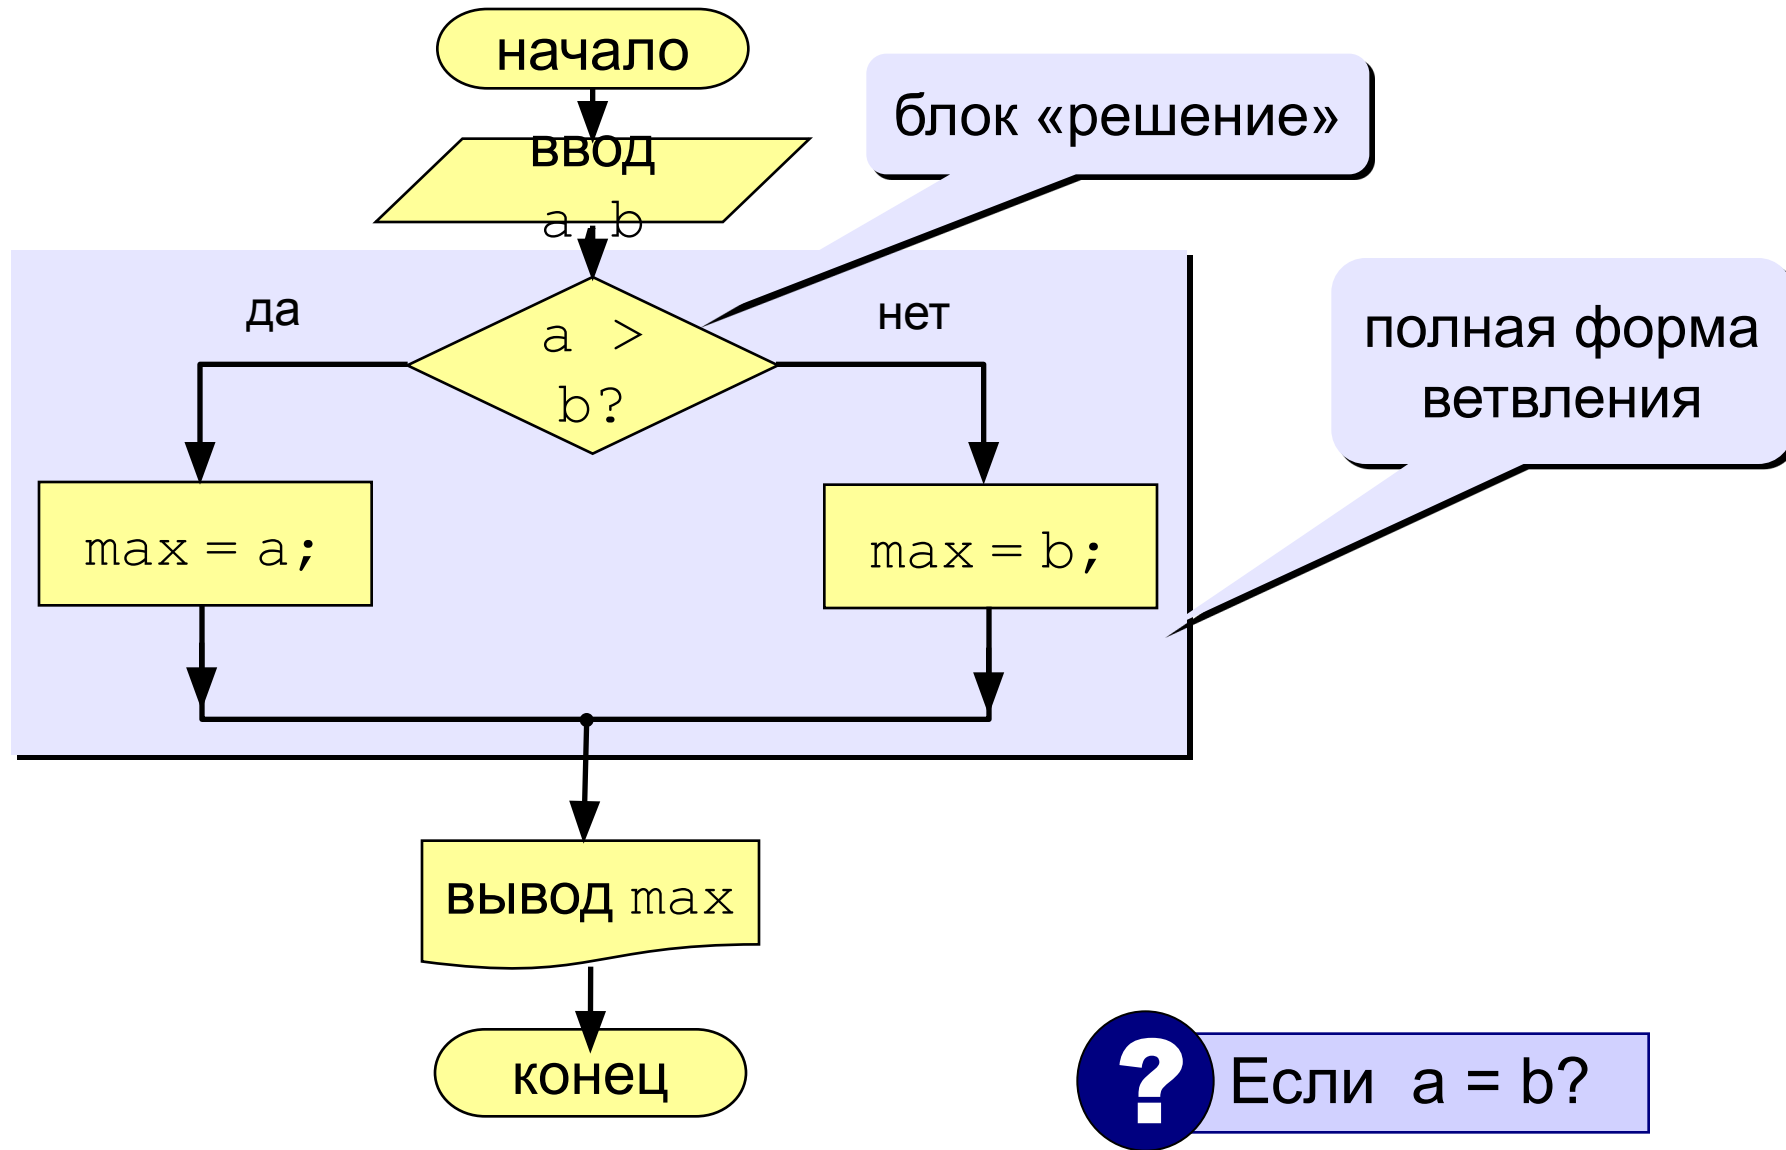 начало
блок «решение»
ввод
a b
да
нет
a >
b?
полная форма
ветвления
max = a;
max = b;
вывод max
конец
? Если a = b?